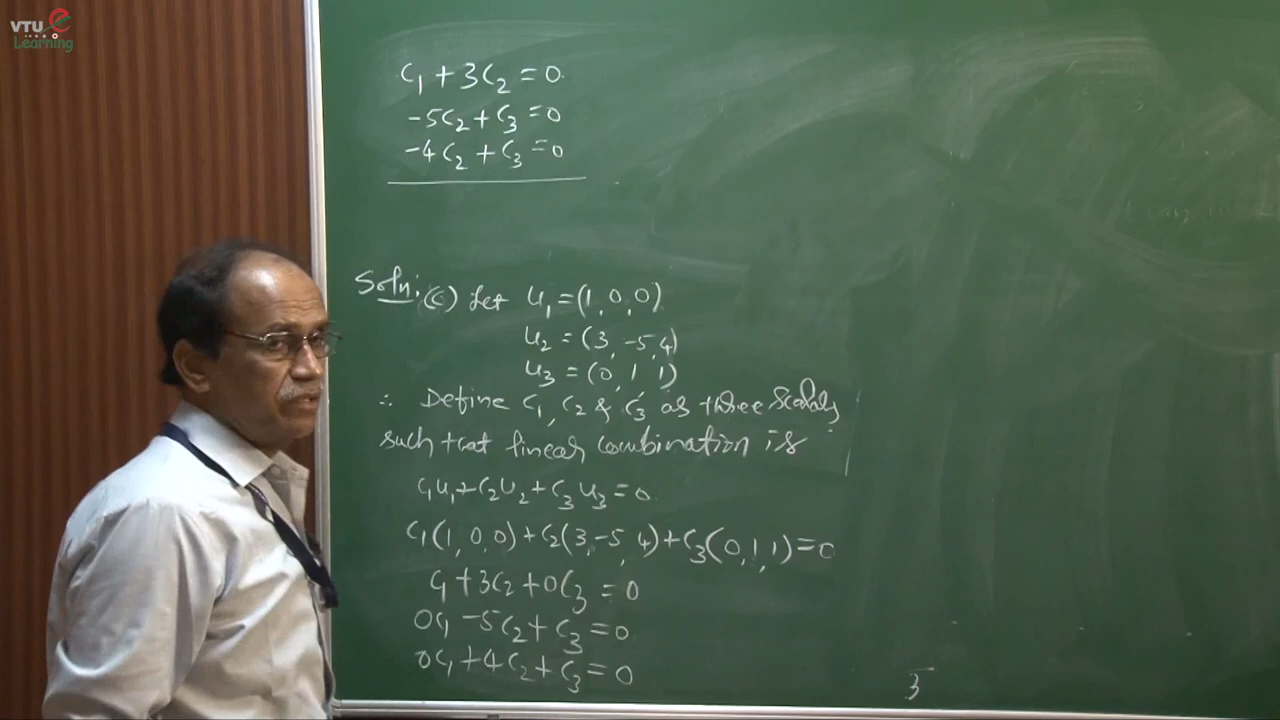 VTU e
Learning
C₁ + 3C₂ = 0
-5C₂ + C₃ = 0
-4C₂ + C₃ = 0
Soln: (c) Let u₁ = (1, 0, 0)
u₂ = (3, -5, 4)
u₃ = (0, 1 1)
∴ Define C₁, C₂ & C₃ as three scalars
such that linear combination is
C₁u₁ + C₂u₂ + C₃u₃ = 0
C₁(1, 0, 0) + C₂(3, -5, 4) + C₃(0, 1, 1) = 0
C₁ + 3C₂ + 0C₃ = 0
0C₁ - 5C₂ + C₃ = 0
0C₁ + 4C₂ + C₃ = 0